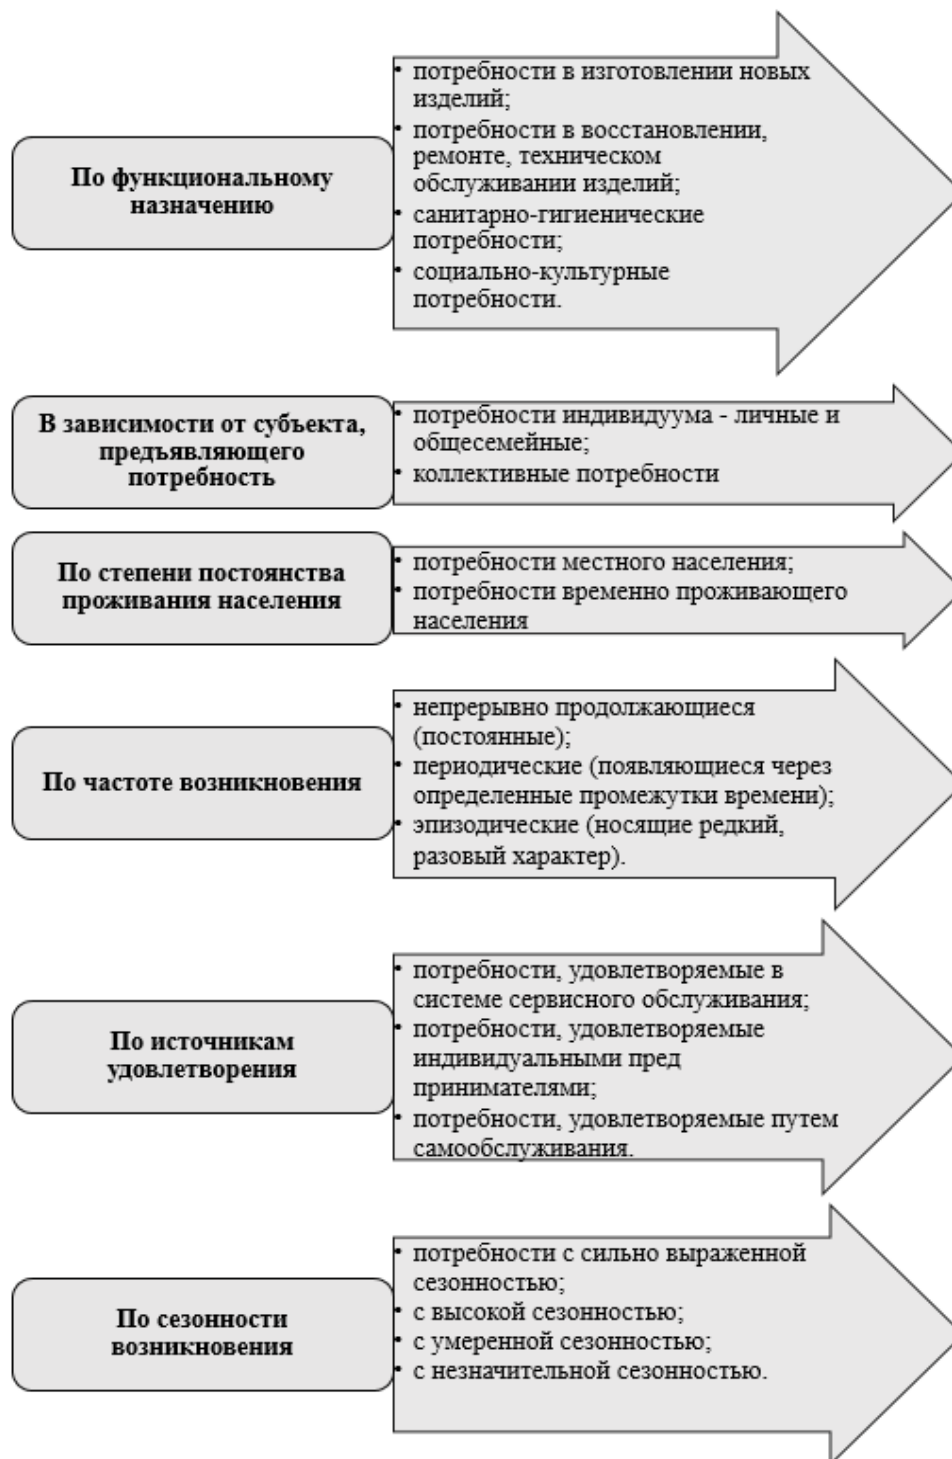 По функциональному
назначению
• потребности в изготовлении новых
изделий;
• потребности в восстановлении,
ремонте, техническом
обслуживании изделий;
• санитарно-гигиенические
потребности;
• социально-культурные
потребности.
В зависимости от субъекта,
предъявляющего
потребность
• потребности индивидуума - личные и
общесемейные;
• коллективные потребности
По степени постоянства
проживания населения
• потребности местного населения;
• потребности временно проживающего
населения
По частоте возникновения
• непрерывно продолжающиеся
(постоянные);
• периодические (появляющиеся через
определенные промежутки времени);
• эпизодические (носящие редкий,
разовый характер).
По источникам
удовлетворения
• потребности, удовлетворяемые в
системе сервисного обслуживания;
• потребности, удовлетворяемые
индивидуальными пред
принимателями;
• потребности, удовлетворяемые путем
самообслуживания.
По сезонности
возникновения
• потребности с сильно выраженной
сезонностью;
• с высокой сезонностью;
• с умеренной сезонностью;
• с незначительной сезонностью.